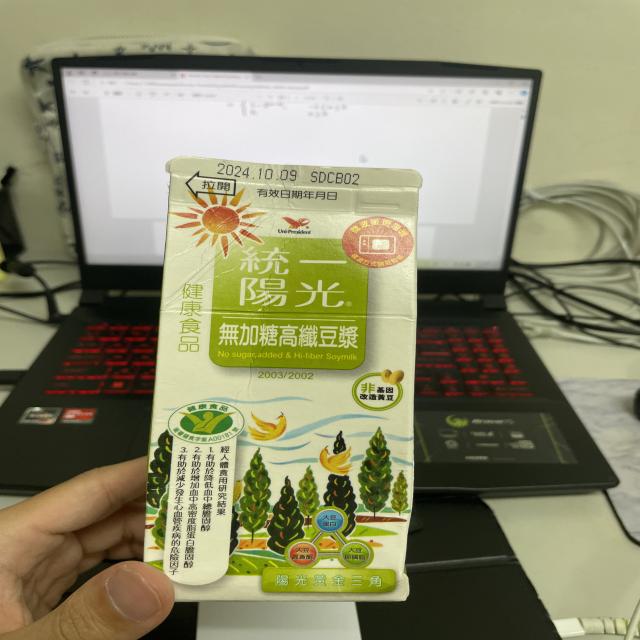 2024.10.09 SDCB02
拉開
有效日期年月日
Uni-President
統一
陽光®
健康食品
無加糖高纖豆漿
No sugar added & Hi-fiber Soymilk
2003/2002
非基因
改造黃豆
健康食品
經人體食用研究結果
1. 有助於降低血中總膽固醇
2. 有助於增加血中高密度脂蛋白膽固醇
3. 有助於減少發生心血管疾病的危險因子
大豆
蛋白
大豆
大豆
陽光黃金三角